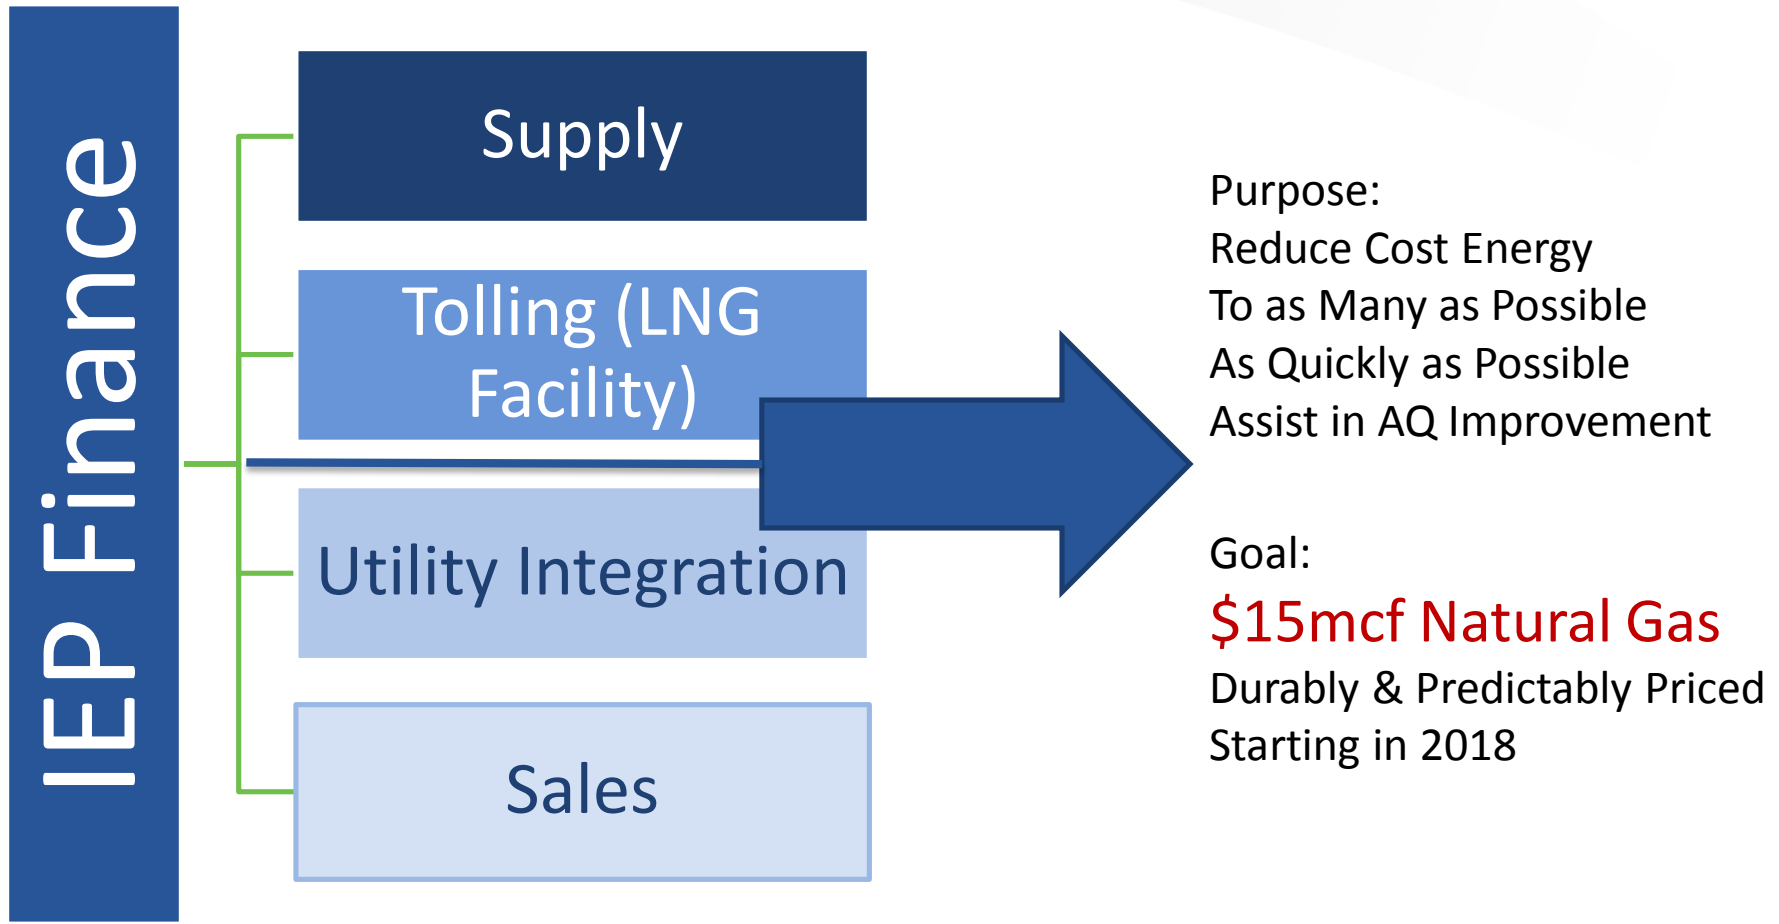 IEP Finance
Supply
Tolling (LNG
Facility)
Utility Integration
Sales
Purpose:
Reduce Cost Energy
To as Many as Possible
As Quickly as Possible
Assist in AQ Improvement
Goal:
$15mcf Natural Gas
Durably & Predictably Priced
Starting in 2018